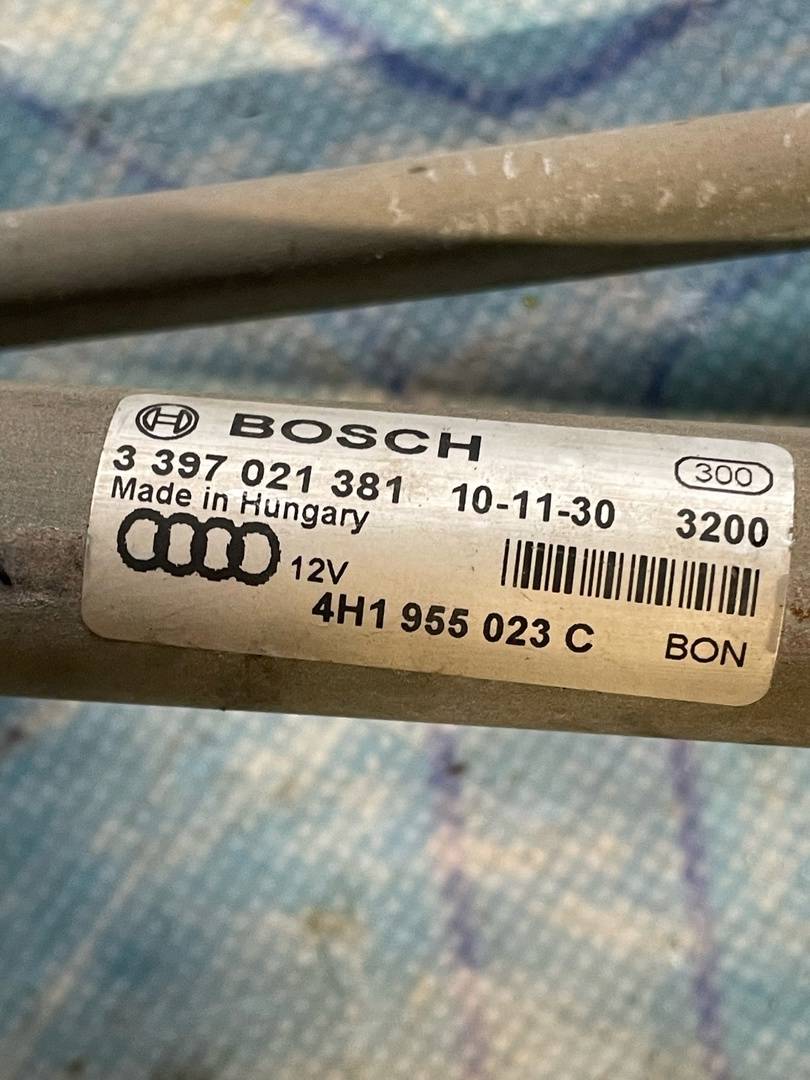 BOSCH
300
3 397 021 381 10-11-30 3200
Made in Hungary
12V
4H1 955 023 C BON